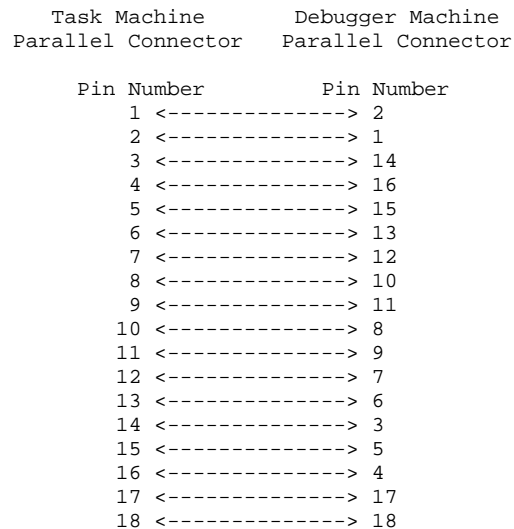 Task Machine Debugger Machine
Parallel Connector Parallel Connector
Pin Number Pin Number
1 <--------------> 2
2 <--------------> 1
3 <--------------> 14
4 <--------------> 16
5 <--------------> 15
6 <--------------> 13
7 <--------------> 12
8 <--------------> 10
9 <--------------> 11
10 <--------------> 8
11 <--------------> 9
12 <--------------> 7
13 <--------------> 6
14 <--------------> 3
15 <--------------> 5
16 <--------------> 4
17 <--------------> 17
18 <--------------> 18